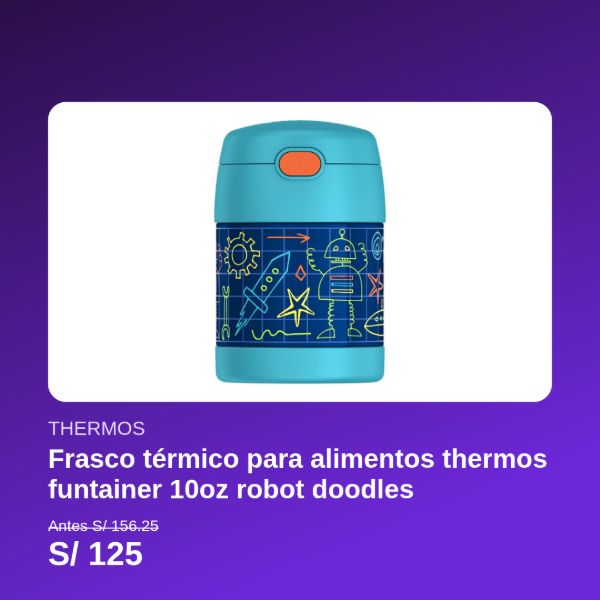 THERMOS
Frasco térmico para alimentos thermos
funtainer 10oz robot doodles
Antes S/ 156.25
S/ 125